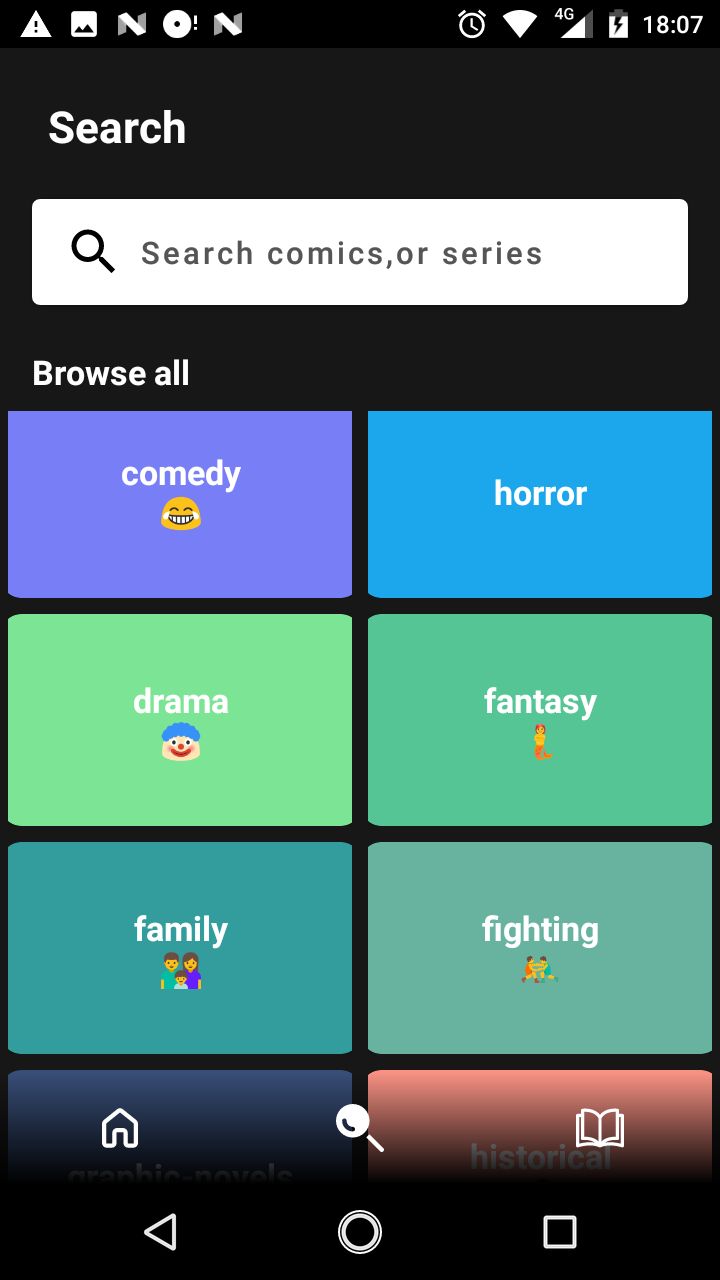 4G 18:07
Search
Search comics,or series
Browse all
comedy
horror
drama
fantasy
family
fighting
graphic-novels
historical